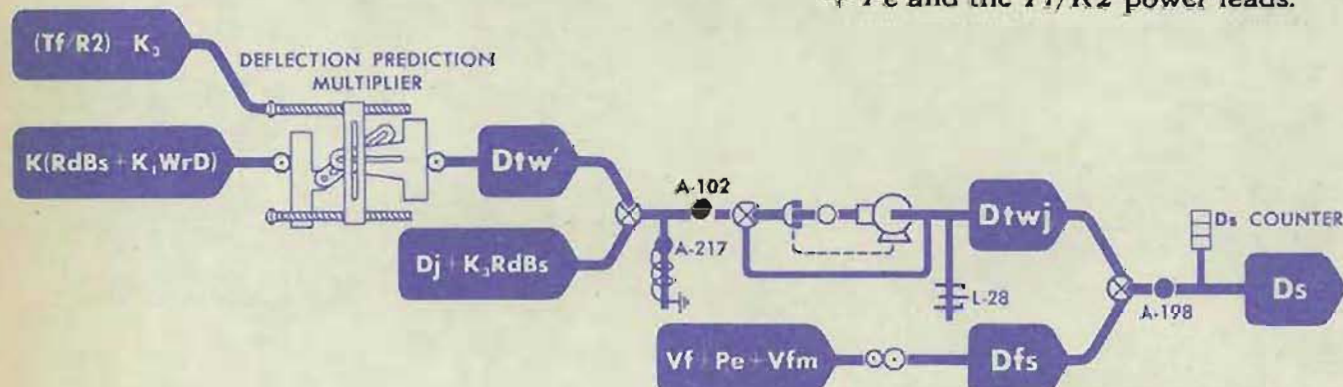 + Pe and the Tf/R2 power leads.
(Tf/R2) - K₃
DEFLECTION PREDICTION
MULTIPLIER
K(RdBs + K₁WrD)
Dtw'
A-102
Dj + K₃RdBs
A-217
Dtwj
L-28
Ds COUNTER
A-198
Ds
Vf + Pe + Vfm
Dfs